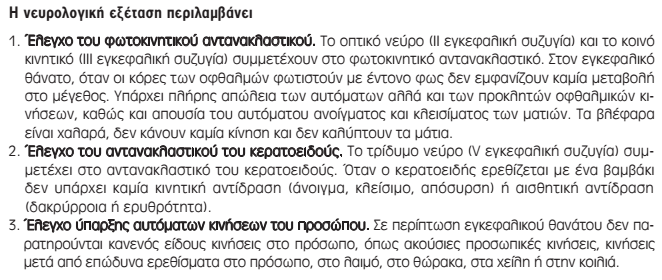 Η νευρολογική εξέταση περιλαμβάνει
1. Έλεγχο του φωτοκινητικού αντανακλαστικού. Το οπτικό νεύρο (ΙΙ εγκεφαλική συζυγία) και το κοινό
κινητικό (ΙΙΙ εγκεφαλική συζυγία) συμμετέχουν στο φωτοκινητικό αντανακλαστικό. Στον εγκεφαλικό
θάνατο, όταν οι κόρες των οφθαλμών φωτιστούν με έντονο φως δεν εμφανίζουν καμία μεταβολή
στο μέγεθος. Υπάρχει πλήρης απώλεια των αυτόματων αλλά και των προκλητών οφθαλμικών κι-
νήσεων, καθώς και απουσία του αυτόματου ανοίγματος και κλεισίματος των ματιών. Τα βλέφαρα
είναι χαλαρά, δεν κάνουν καμία κίνηση και δεν καλύπτουν τα μάτια.
2. Έλεγχο του αντανακλαστικού του κερατοειδούς. Το τρίδυμο νεύρο (V εγκεφαλική συζυγία) συμ-
μετέχει στο αντανακλαστικό του κερατοειδούς. Όταν ο κερατοειδής ερεθίζεται με ένα βαμβάκι
δεν υπάρχει καμία κινητική αντίδραση (άνοιγμα, κλείσιμο, απόσυρση) ή αισθητική αντίδραση
(δακρύρροια ή ερυθρότητα).
3. Έλεγχο ύπαρξης αυτόματων κινήσεων του προσώπου. Σε περίπτωση εγκεφαλικού θανάτου δεν πα-
ρατηρούνται κανενός είδους κινήσεις στο πρόσωπο, όπως ακούσιες προσωπικές κινήσεις, κινήσεις
μετά από επώδυνα ερεθίσματα στο πρόσωπο, στο λαιμό, στο θώρακα, στα χείλη ή στην κοιλιά.